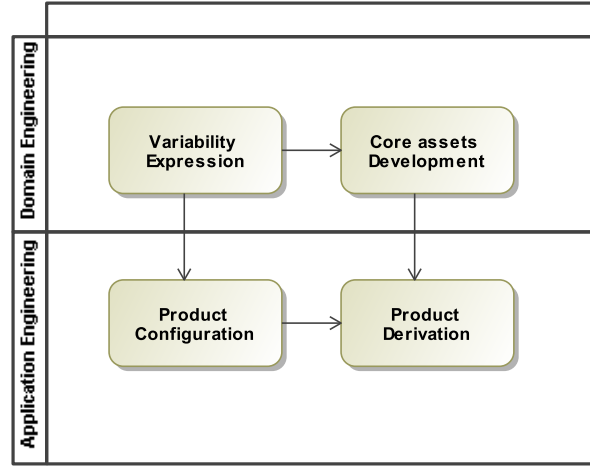 Domain Engineering
Variability
Expression
Core assets
Development
Application Engineering
Product
Configuration
Product
Derivation